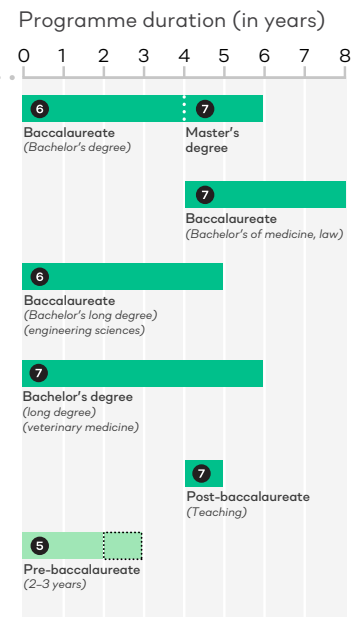 Programme duration (in years)
0 1 2 3 4 5 6 7 8
6 7
Baccalaureate Master's
(Bachelor's degree) degree
7
Baccalaureate
(Bachelor's of medicine, law)
6
Baccalaureate
(Bachelor's long degree)
(engineering sciences)
7
Bachelor's degree
(long degree)
(veterinary medicine)
7
Post-baccalaureate
(Teaching)
5
Pre-baccalaureate
(2–3 years)